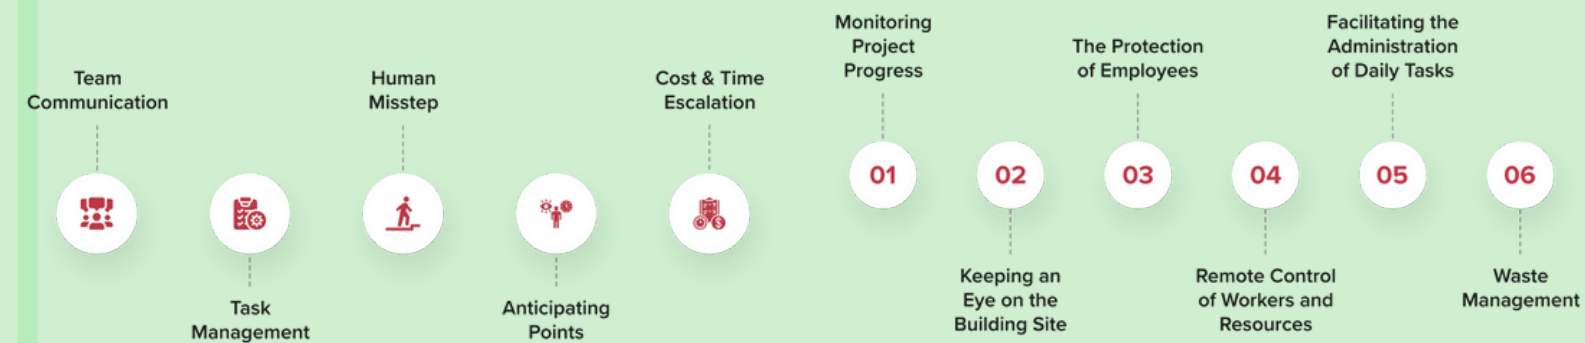 Team
Communication
Task
Management
Human
Misstep
Anticipating
Points
Cost & Time
Escalation
Monitoring
Project
Progress
01
02
Keeping an
Eye on the
Building Site
The Protection
of Employees
03
04
Remote Control
of Workers and
Resources
Facilitating the
Administration
of Daily Tasks
05
06
Waste
Management